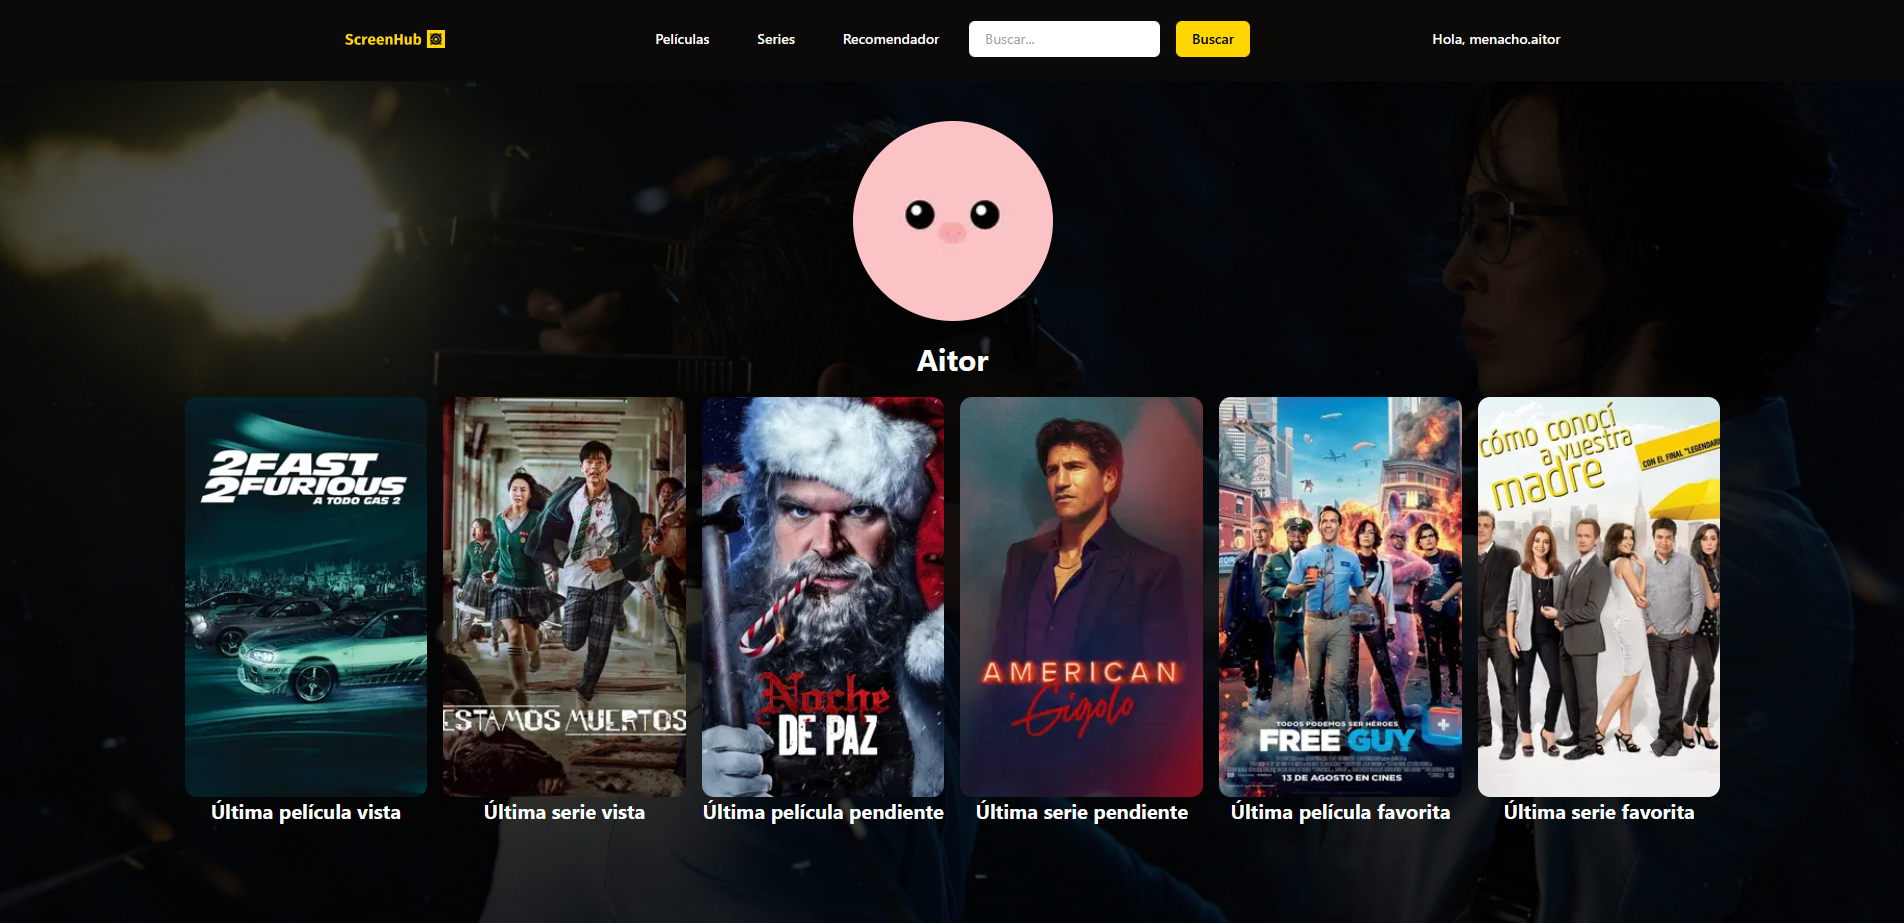 ScreenHub
Películas
Series
Recomendador
Buscar...
Buscar
Hola, menacho.aitor
Aitor
2FAST
2FURIOUS
A TODO GAS 2
ESTAMOS MUERTOS
Noche
DE PAZ
AMERICAN
Gigolo
TODOS PODEMOS SER HÉROES
FREE GUY
13 DE AGOSTO EN CINES
cómo conocí
a vuestra
madre
CON EL FINAL "LEGENDARI
Última película vista
Última serie vista
Última película pendiente
Última serie pendiente
Última película favorita
Última serie favorita